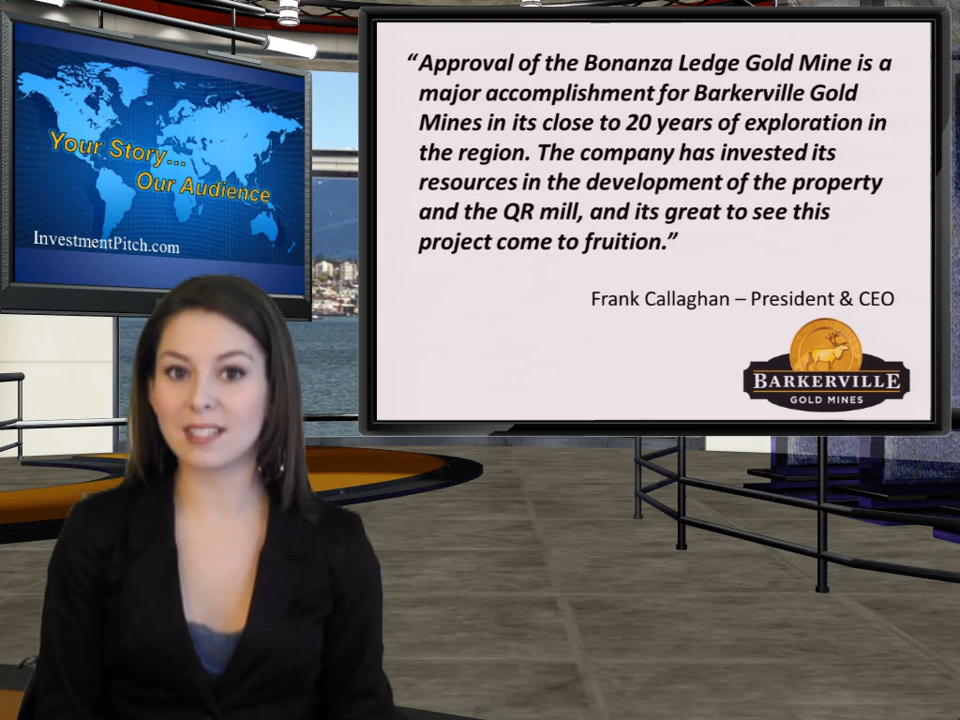 Your Story...
Our Audience
InvestmentPitch.com
“Approval of the Bonanza Ledge Gold Mine is a
major accomplishment for Barkerville Gold
Mines in its close to 20 years of exploration in
the region. The company has invested its
resources in the development of the property
and the QR mill, and its great to see this
project come to fruition.”
Frank Callaghan – President & CEO
BARKERVILLE
GOLD MINES